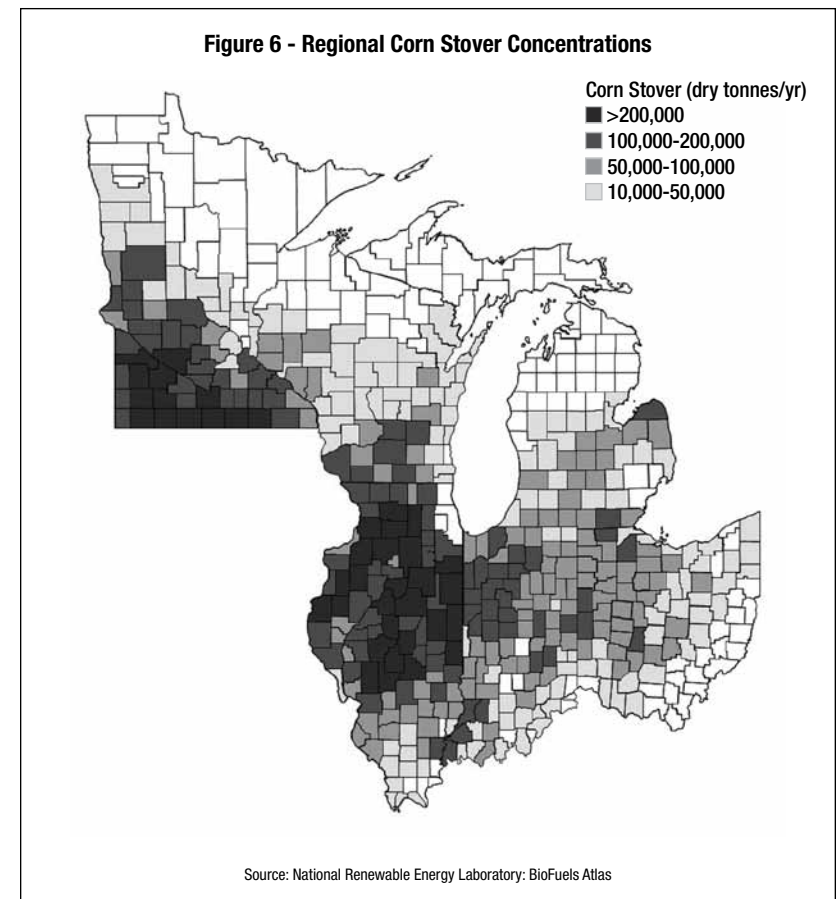 Figure 6 - Regional Corn Stover Concentrations
Corn Stover (dry tonnes/yr)
>200,000
100,000-200,000
50,000-100,000
10,000-50,000
Source: National Renewable Energy Laboratory: BioFuels Atlas